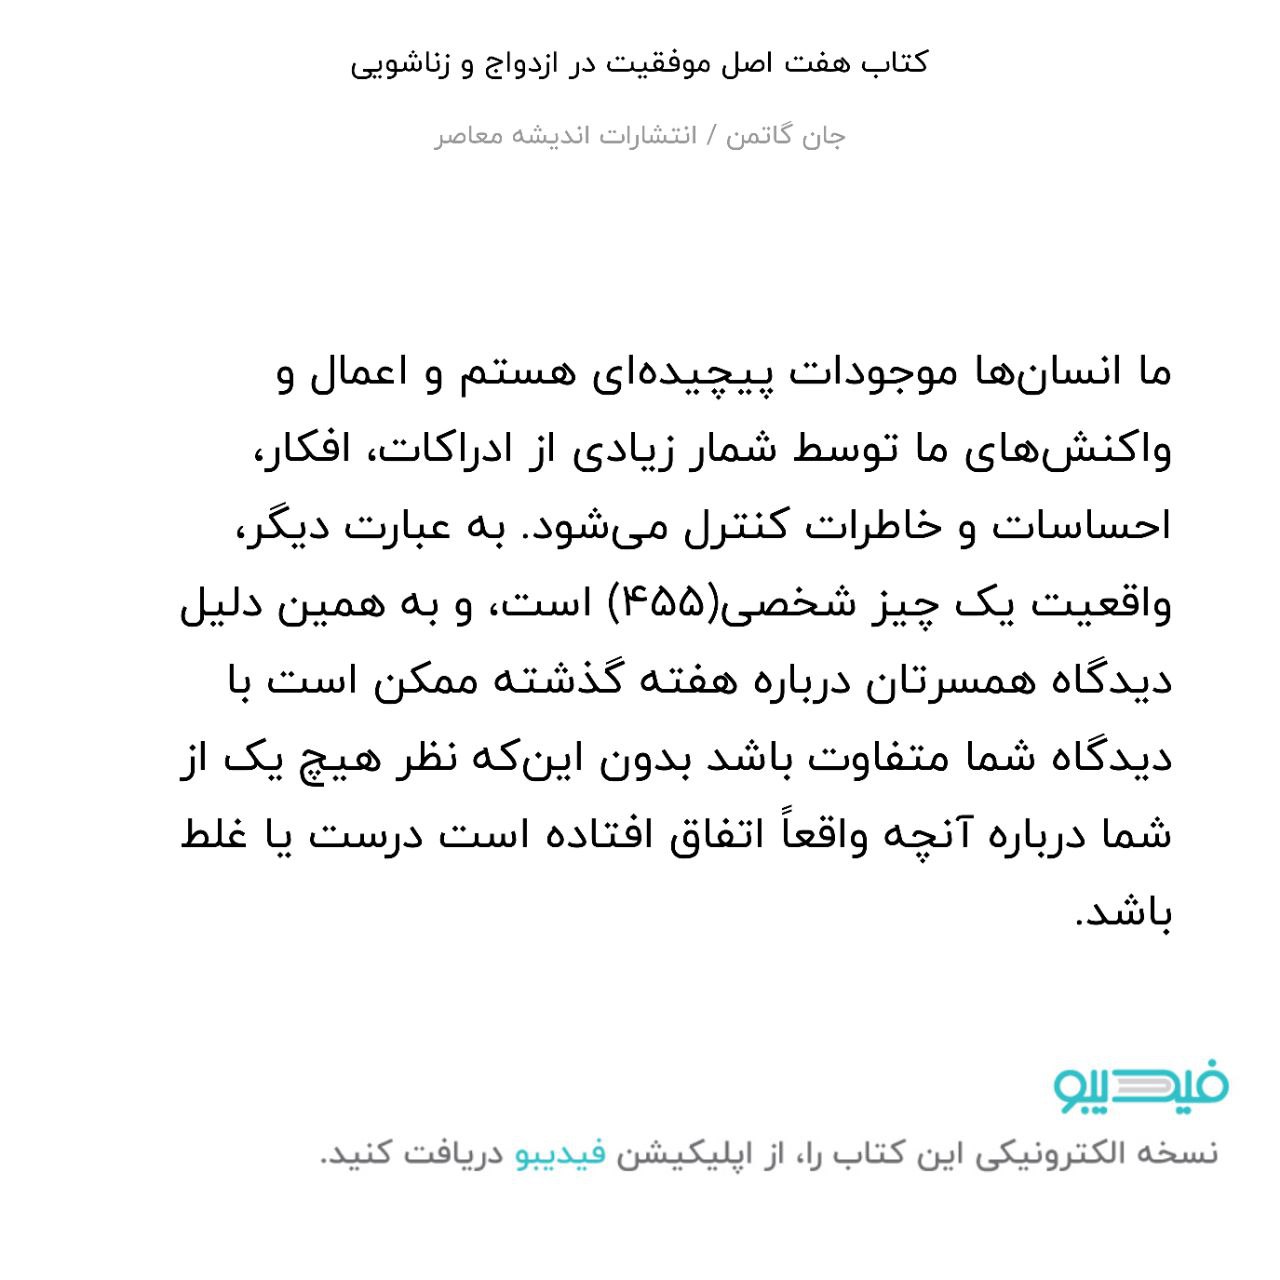 کتاب هفت اصل موفقیت در ازدواج و زناشویی
جان گاتمن / انتشارات اندیشه معاصر
ما انسان‌ها موجودات پیچیده‌ای هستم و اعمال و
واکنش‌های ما توسط شمار زیادی از ادراکات، افکار،
احساسات و خاطرات کنترل می‌شود. به عبارت دیگر،
واقعیت یک چیز شخصی(۴۵۵) است، و به همین دلیل
دیدگاه همسرتان درباره هفته گذشته ممکن است با
دیدگاه شما متفاوت باشد بدون این‌که نظر هیچ یک از
شما درباره آنچه واقعاً اتفاق افتاده است درست یا غلط
باشد.
فیدیبو
نسخه الکترونیکی این کتاب را، از اپلیکیشن فیدیبو دریافت کنید.